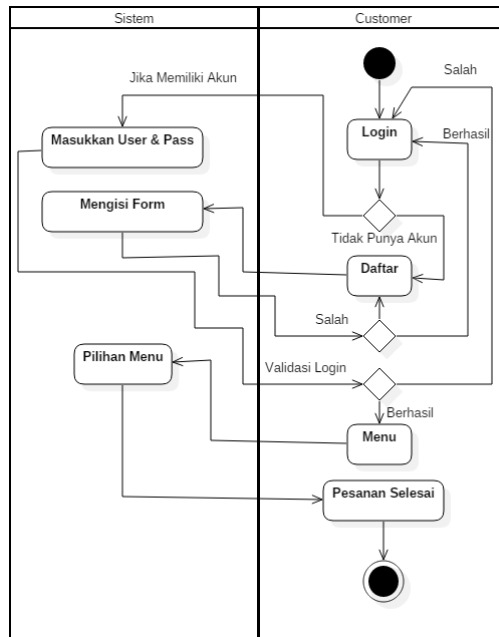 Sistem
Customer
Jika Memiliki Akun
Salah
Masukkan User & Pass
Login
Berhasil
Mengisi Form
Tidak Punya Akun
Daftar
Salah
Pilihan Menu
Validasi Login
Berhasil
Menu
Pesanan Selesai